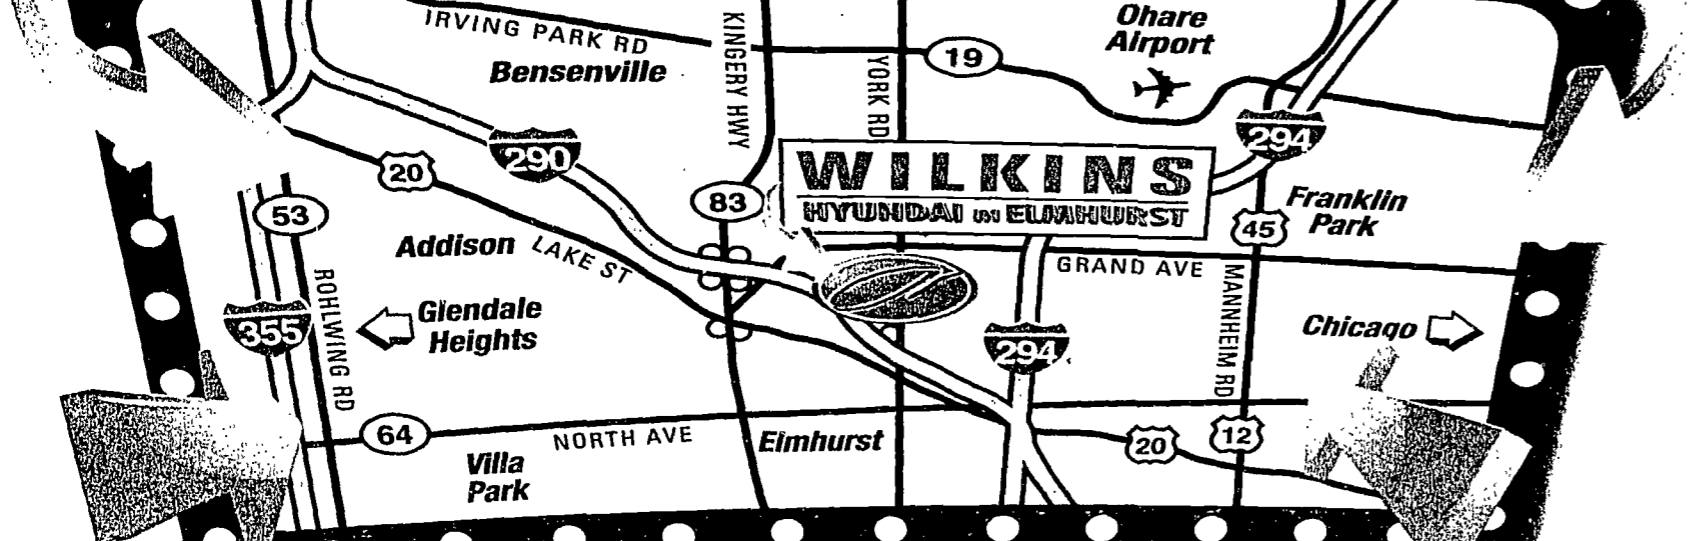 IRVING PARK RD
Bensenville
KINGERY HWY
YORK RD
19
Ohare
Airport
294
290
20
WILKINS
HYUNDAI IN ELMHURST
53
83
Franklin
Park
45
Addison
LAKE ST
GRAND AVE
MANNHEIM RD
ROHLWING RD
355
Glendale
Heights
294
Chicago
64
NORTH AVE
Elmhurst
20
12
Villa
Park